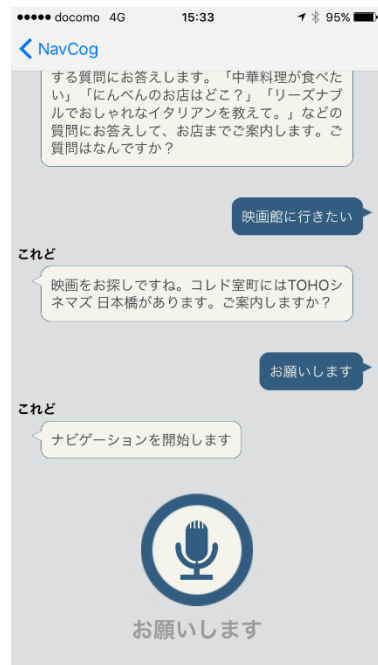 ●●●●● docomo 4G 15:33 95%
NavCog
する質問にお答えします。「中華料理が食べた
い」「にんべんのお店はどこ？」「リーズナブ
ルでおしゃれなイタリアンを教えて。」などの
質問にお答えして、お店までご案内します。ご
質問はなんですか？
映画館に行きたい
これど
映画をお探しですね。コレド室町にはTOHOシ
ネマズ 日本橋があります。ご案内しますか？
お願いします
これど
ナビゲーションを開始します
お願いします